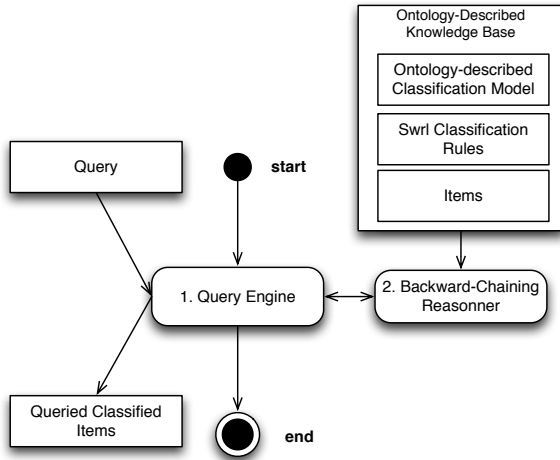 Ontology-Described
Knowledge Base
Ontology-described
Classification Model
Swrl Classification
Rules
Items
Query
start
1. Query Engine
2. Backward-Chaining
Reasonner
Queried Classified
Items
end